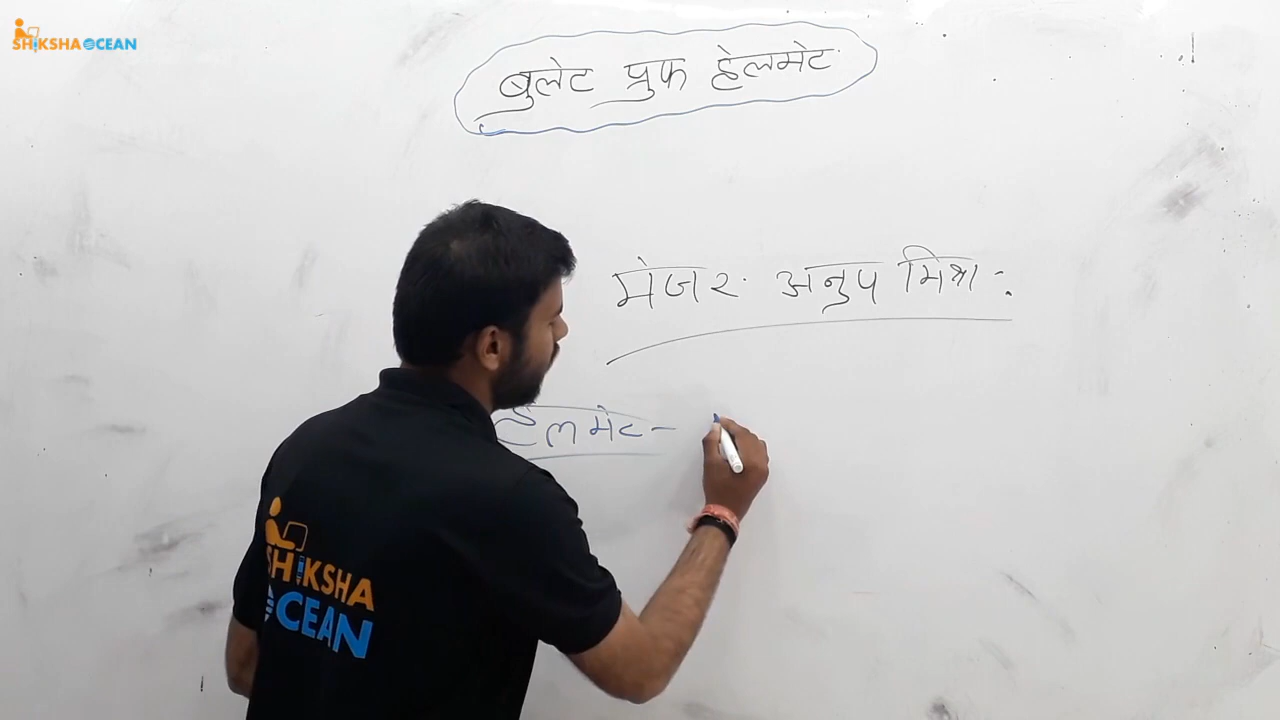 SHIKSHA OCEAN
बुलेट प्रुफ हेलमेट
मेजर अनुप मिश्रा :
हेलमेट –
SHIKSHA
OCEAN